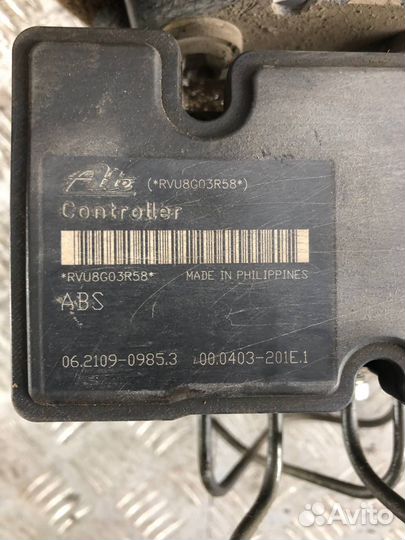 Ate (*RVU8G03R58*)
Controller
*RVU8G03R58* MADE IN PHILIPPINES
ABS
06.2109-0985.3 00.0403-201E.1
Avito